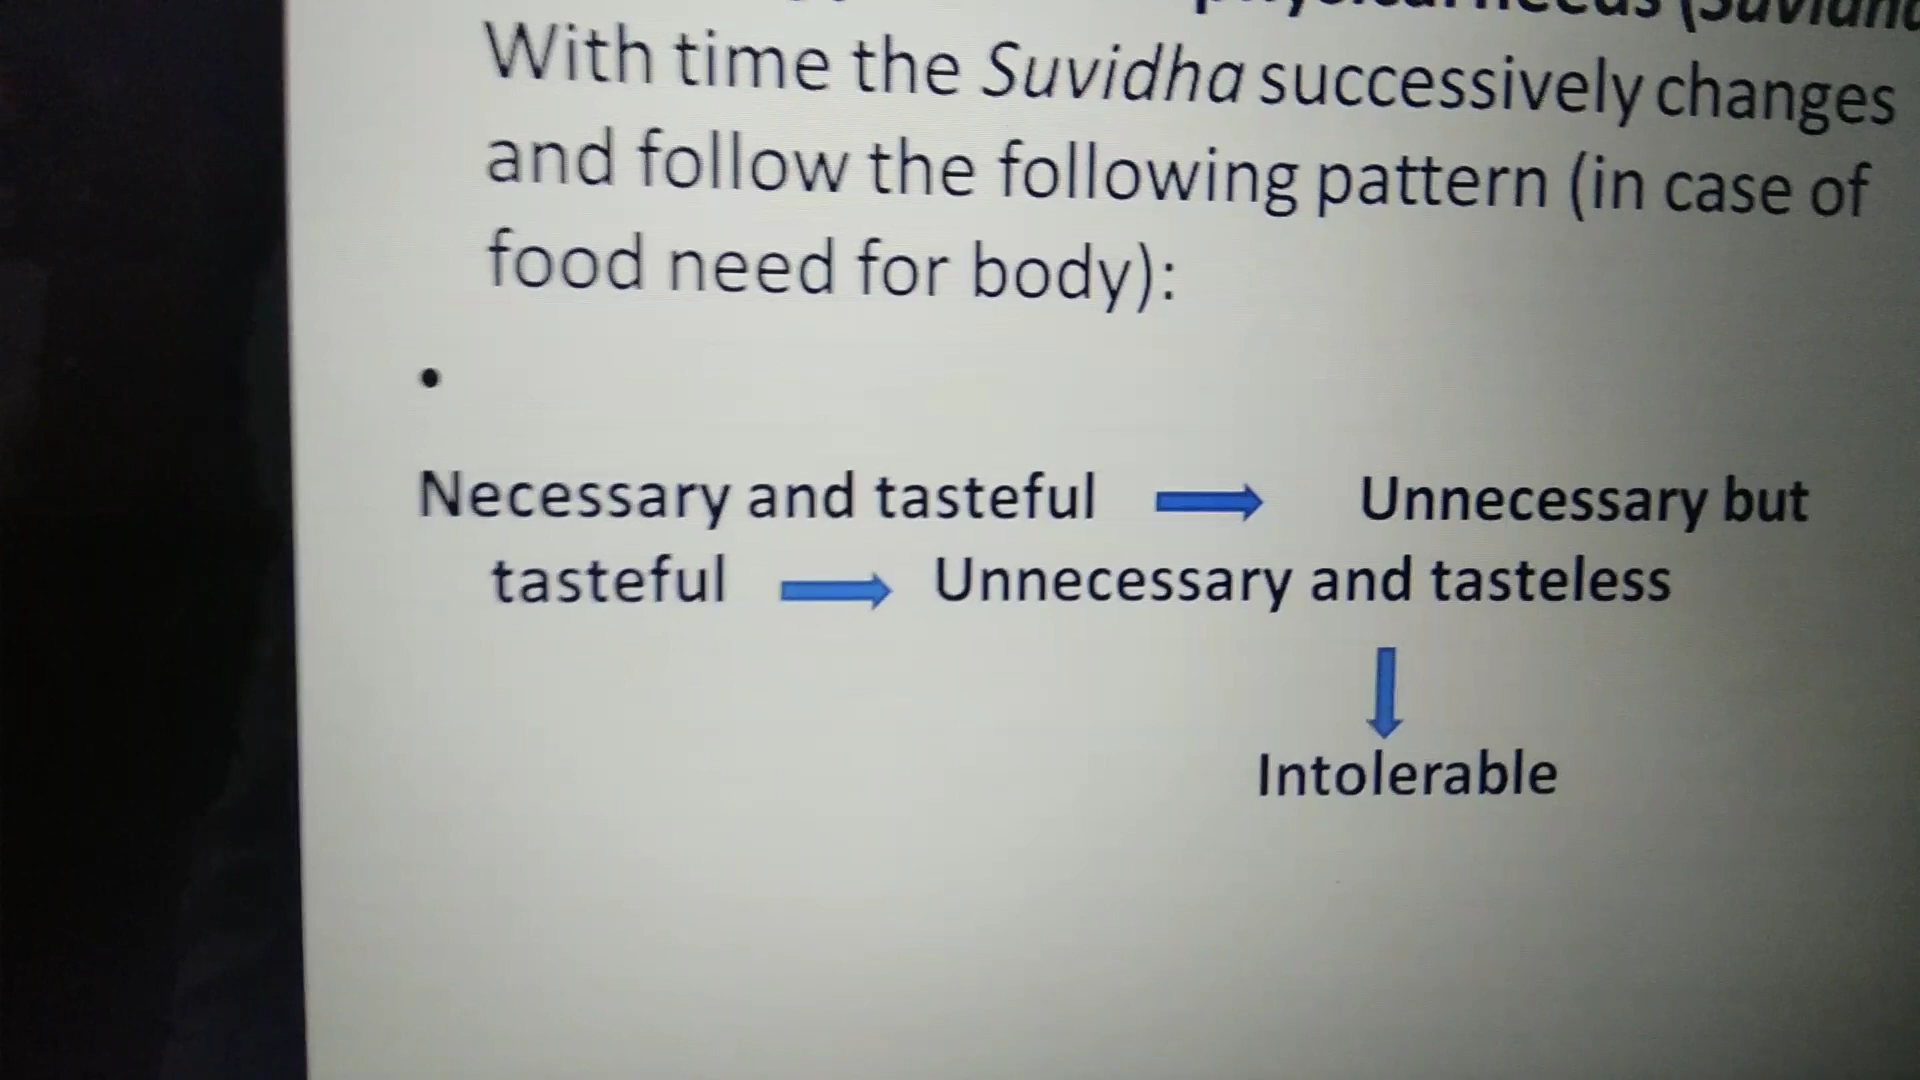 With time the Suvidha successively changes
and follow the following pattern (in case of
food need for body):
•
Necessary and tasteful Unnecessary but
tasteful Unnecessary and tasteless
Intolerable